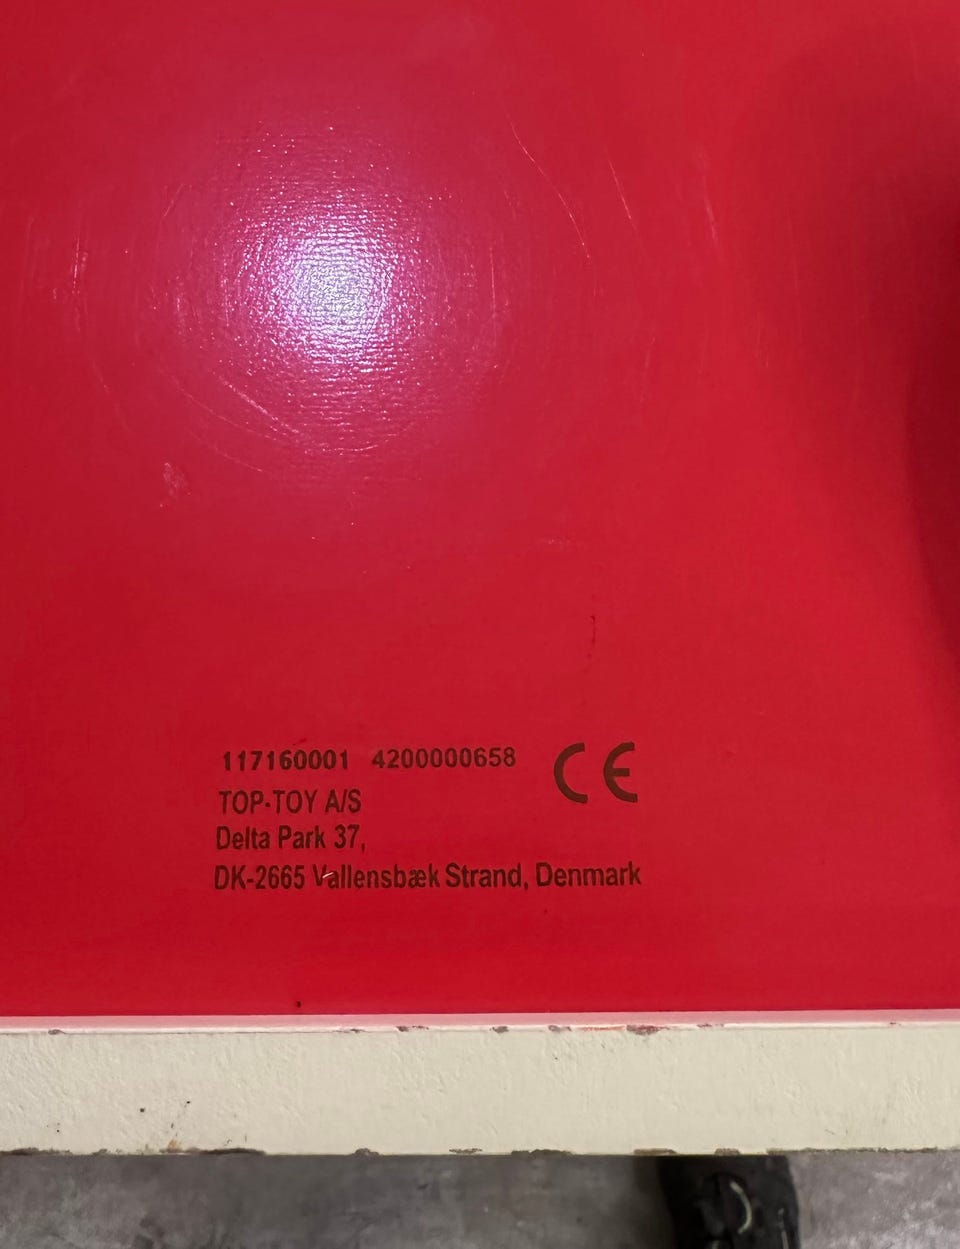 117160001 4200000658 CE
TOP-TOY A/S
Delta Park 37,
DK-2665 Vallensbæk Strand, Denmark